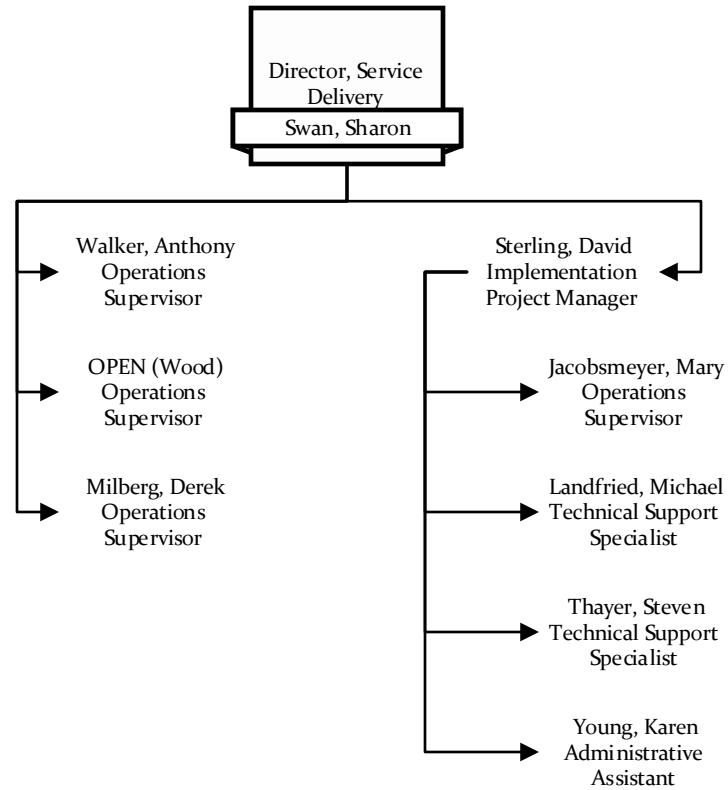 Director, Service
Delivery
Swan, Sharon
Walker, Anthony
Operations
Supervisor
OPEN (Wood)
Operations
Supervisor
Milberg, Derek
Operations
Supervisor
Sterling, David
Implementation
Project Manager
Jacobsmeyer, Mary
Operations
Supervisor
Landfried, Michael
Technical Support
Specialist
Thayer, Steven
Technical Support
Specialist
Young, Karen
Administrative
Assistant